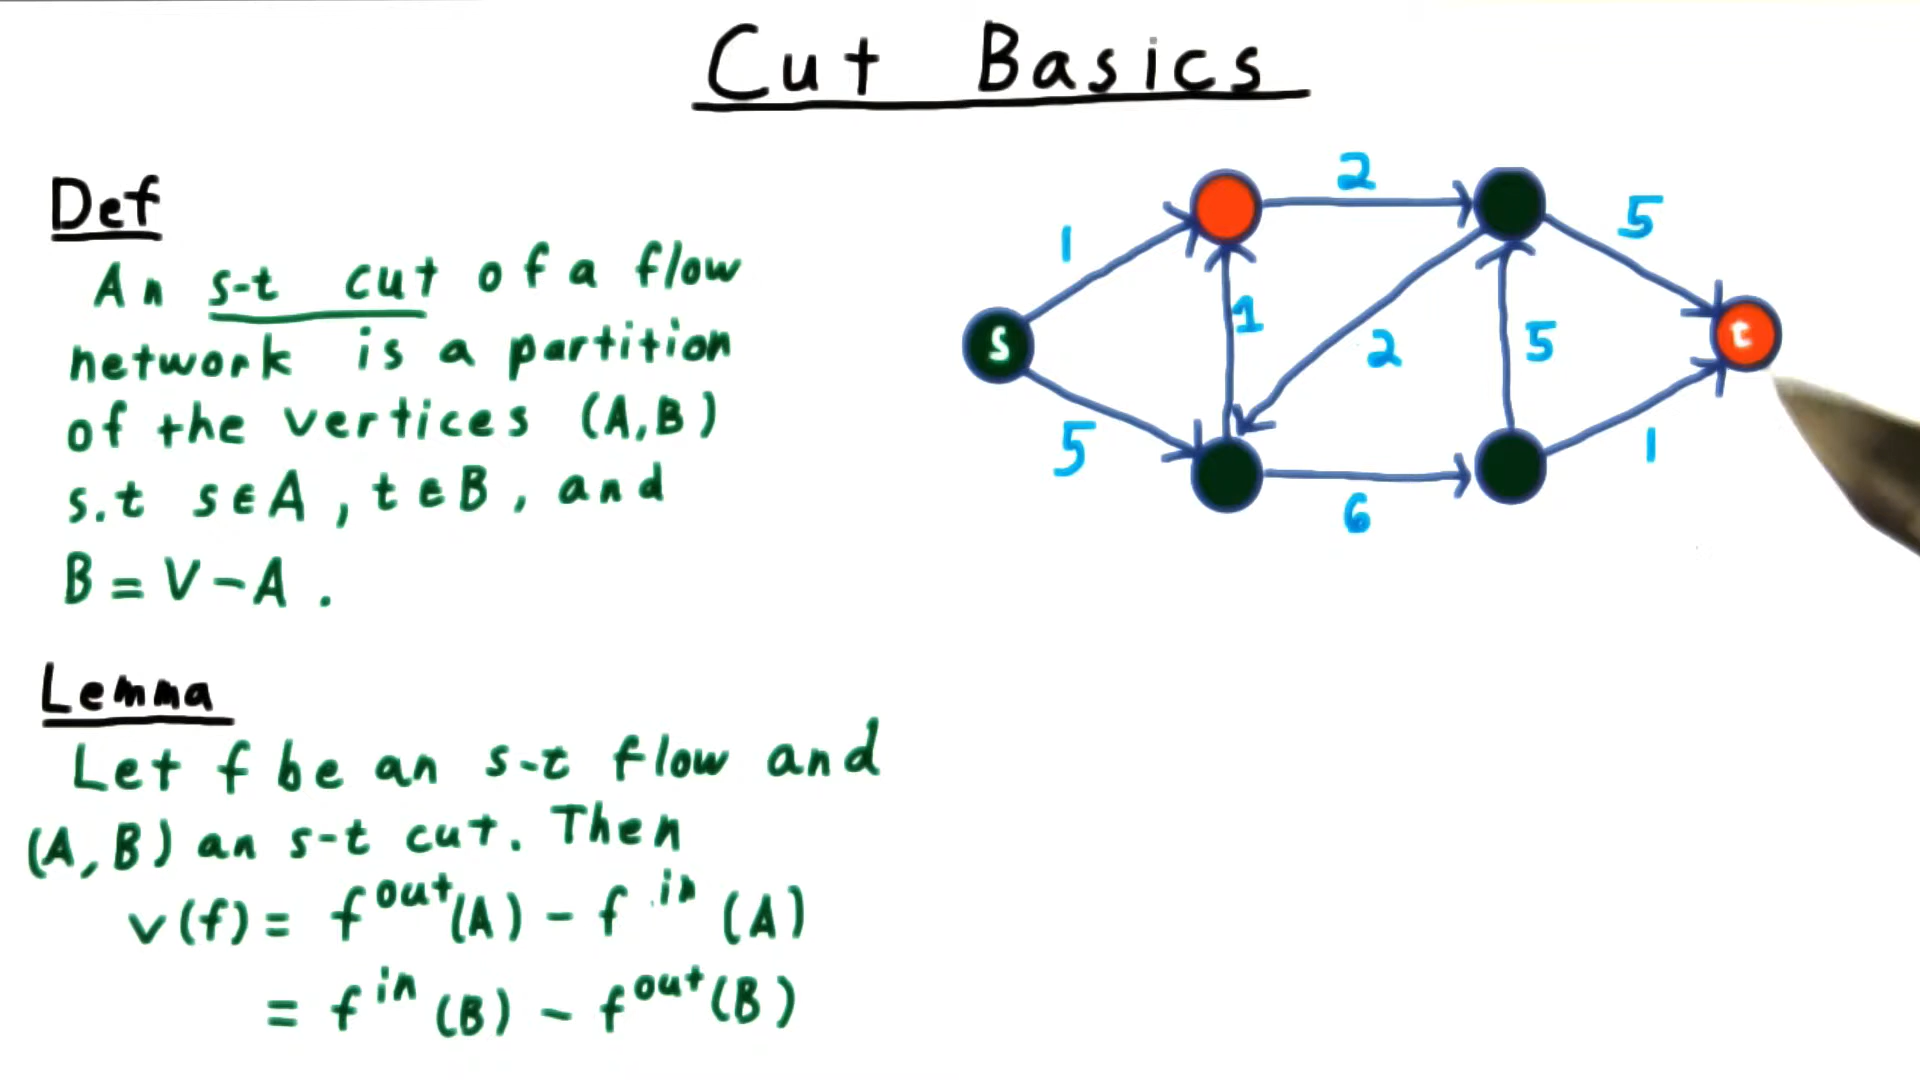 Cut Basics
Def
An s-t cut of a flow
network is a partition
of the vertices (A,B)
s.t s∈A, t∈B, and
B = V - A.
Lemma
Let f be an s-t flow and
(A, B) an s-t cut. Then
v(f) = f^out(A) - f^in(A)
= f^in(B) - f^out(B)
2
5
1
s
1
2
5
t
5
1
6